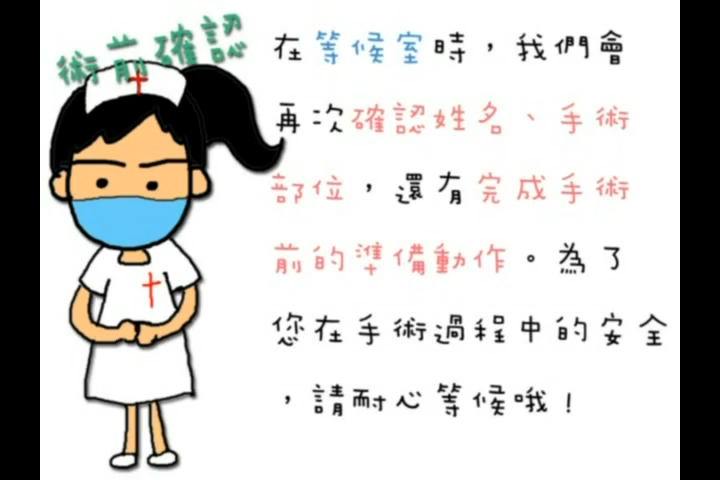 術前確認
在等候室時，我們會
再次確認姓名、手術
部位，還有完成手術
前的準備動作。為了
您在手術過程中的安全
，請耐心等候哦！